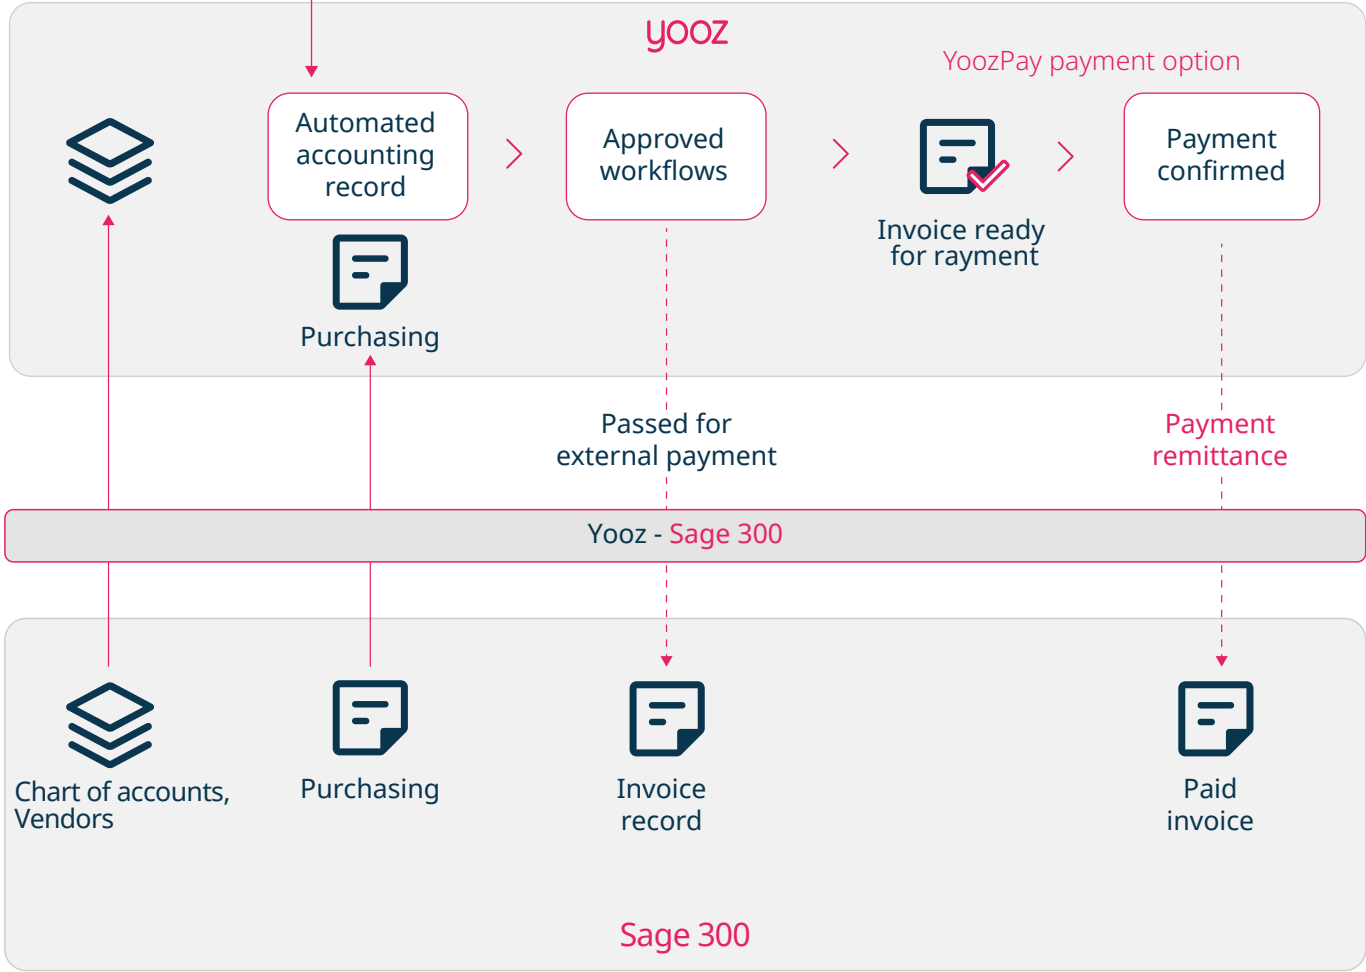 yooz
YoozPay payment option
Automated
accounting
record
Approved
workflows
Payment
confirmed
Invoice ready
for rayment
Purchasing
Passed for
external payment
Payment
remittance
Yooz - Sage 300
Chart of accounts,
Vendors
Purchasing
Invoice
record
Paid
invoice
Sage 300